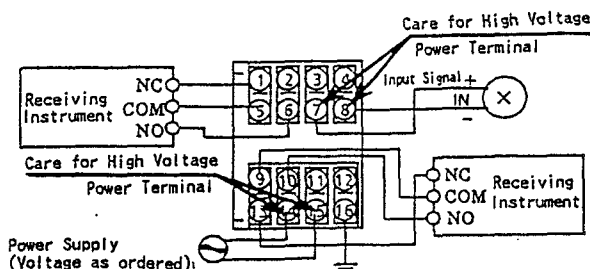 Care for High Voltage
Power Terminal
NC
COM
NO
Receiving
Instrument
1 2 3 4
5 6 7 8
Input Signal +
IN
-
Care for High Voltage
Power Terminal
9 10 11 12
13 14 15 16
NC
COM
NO
Receiving
Instrument
Power Supply
(Voltage as ordered)